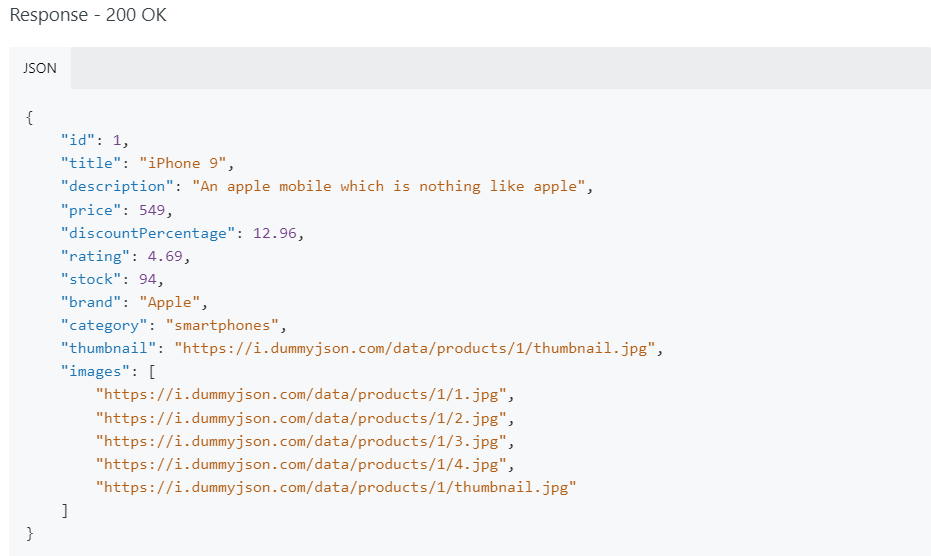 Response - 200 OK
JSON
{
"id": 1,
"title": "iPhone 9",
"description": "An apple mobile which is nothing like apple",
"price": 549,
"discountPercentage": 12.96,
"rating": 4.69,
"stock": 94,
"brand": "Apple",
"category": "smartphones",
"thumbnail": "https://i.dummyjson.com/data/products/1/thumbnail.jpg",
"images": [
"https://i.dummyjson.com/data/products/1/1.jpg",
"https://i.dummyjson.com/data/products/1/2.jpg",
"https://i.dummyjson.com/data/products/1/3.jpg",
"https://i.dummyjson.com/data/products/1/4.jpg",
"https://i.dummyjson.com/data/products/1/thumbnail.jpg"
]
}